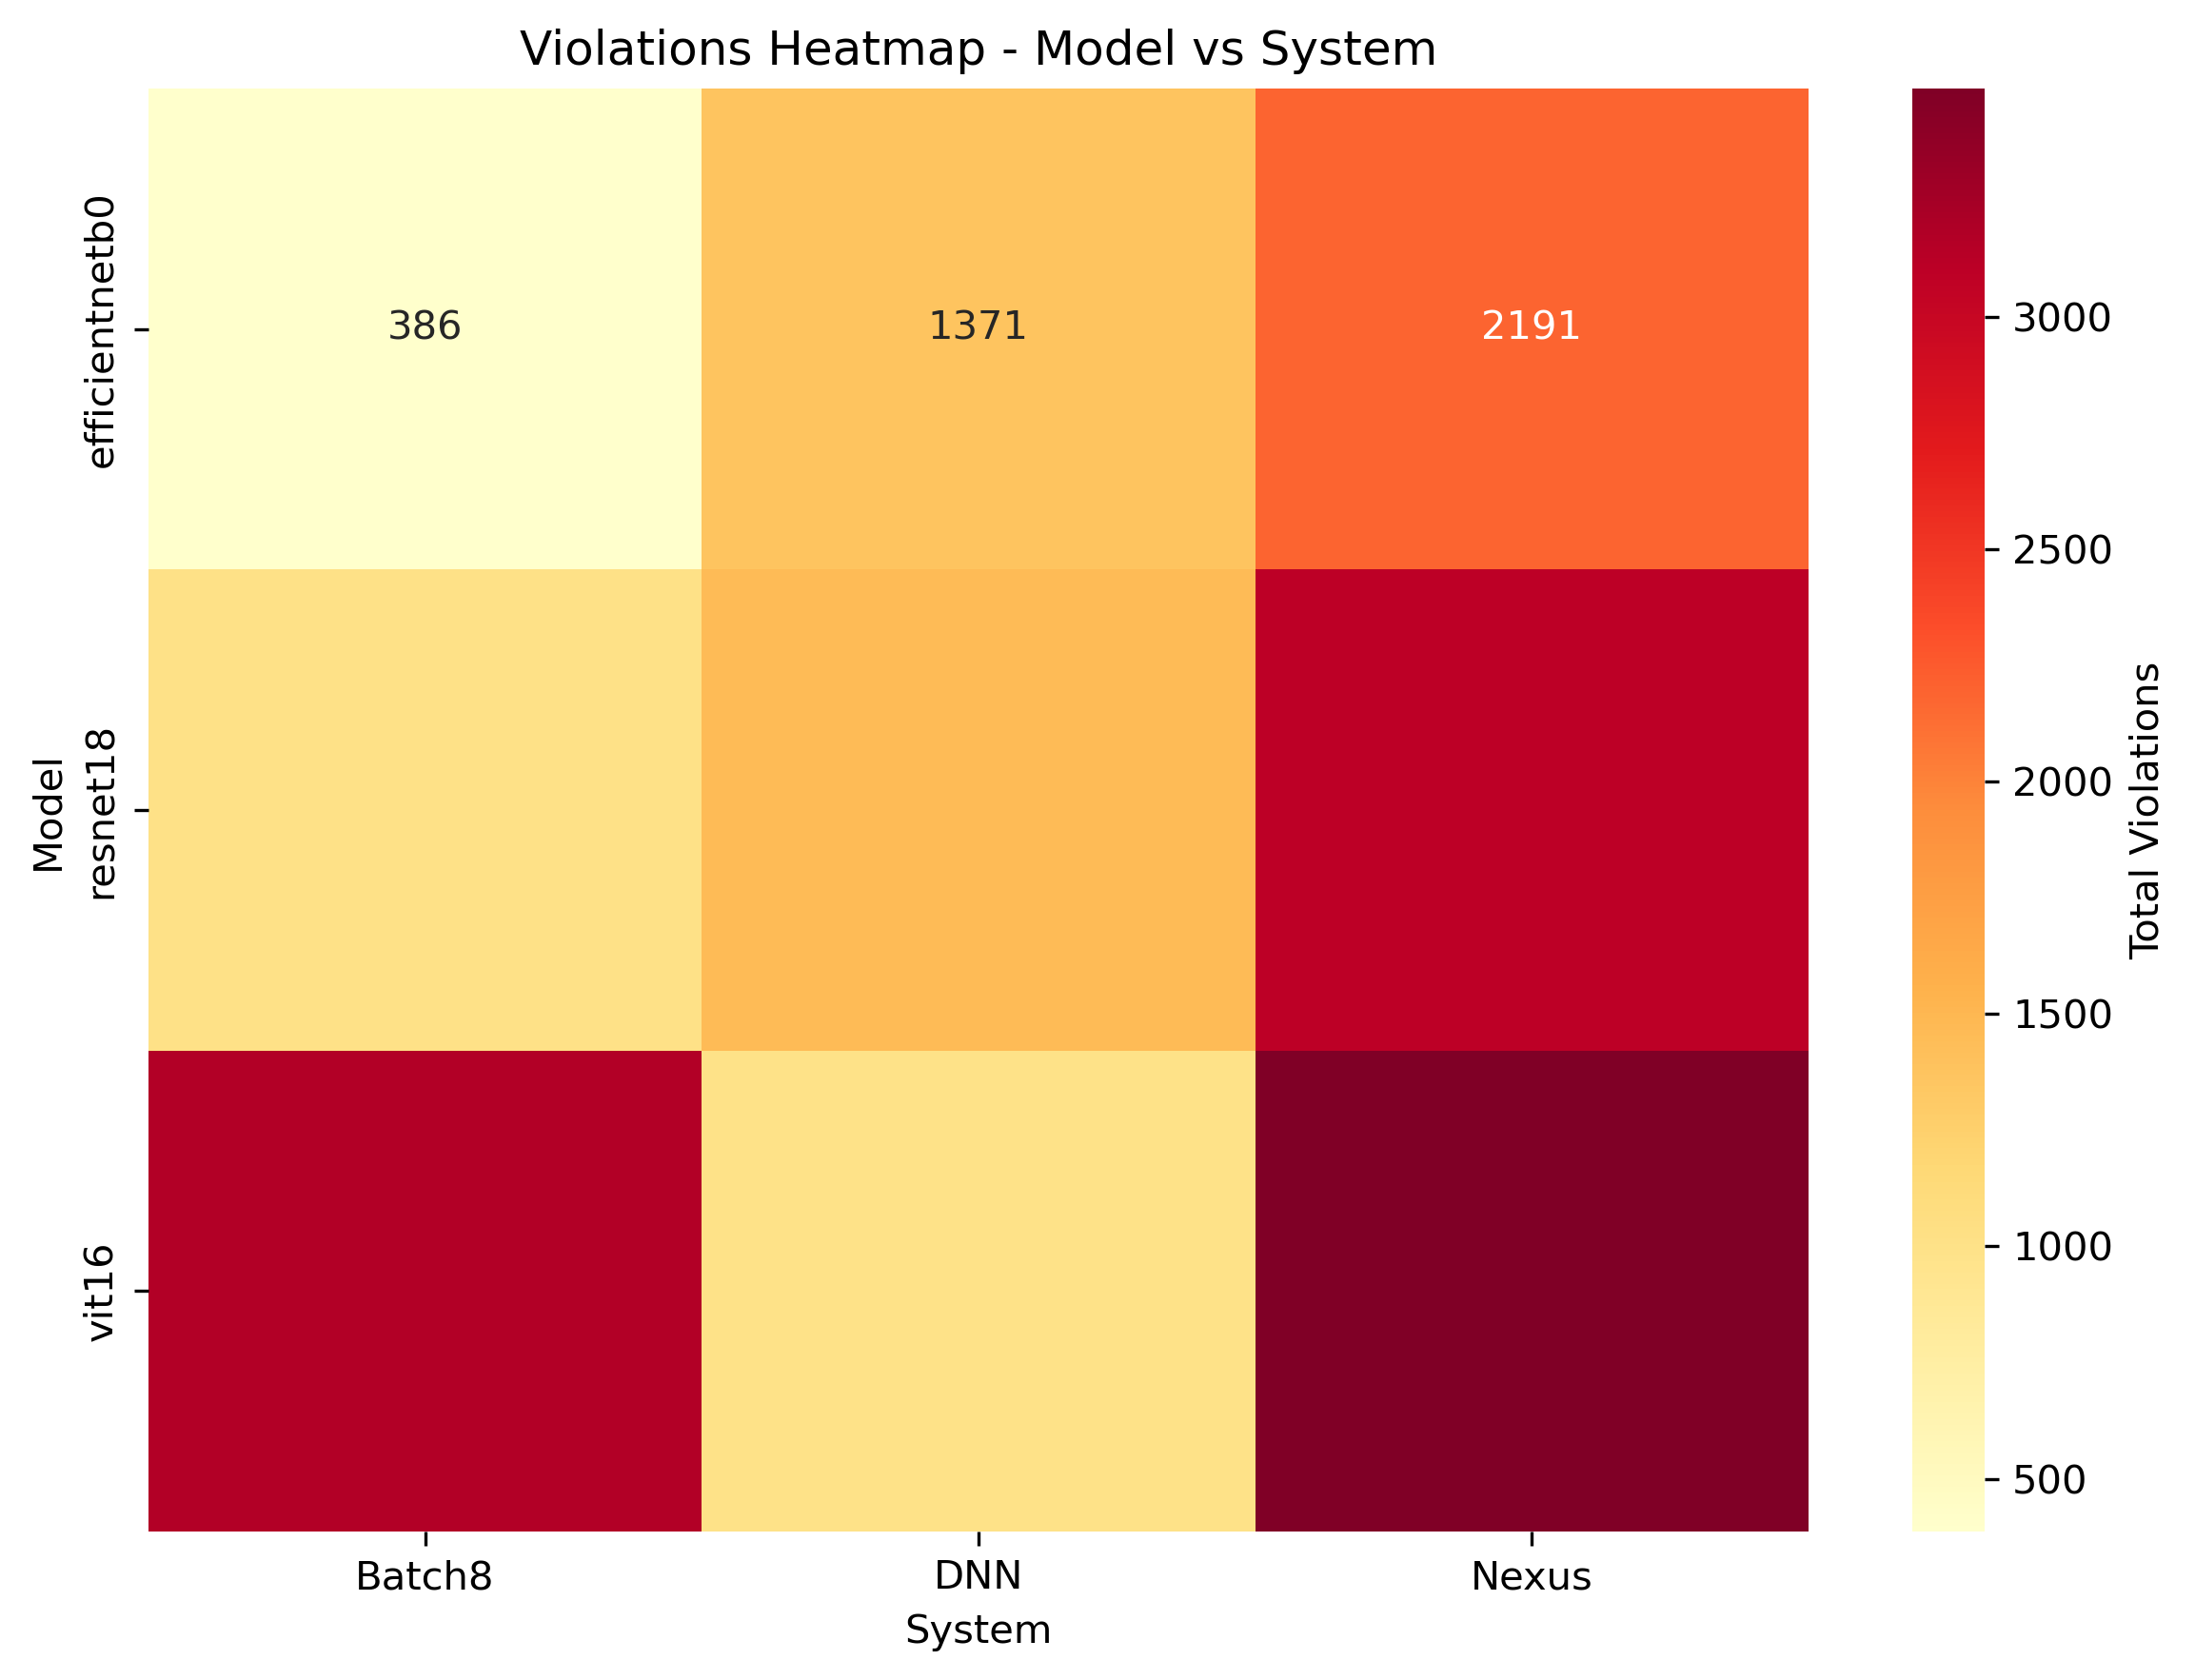 Violations Heatmap - Model vs System
efficientnetb0
resnet18
vit16
Model
386
1371
2191
Batch8
DNN
Nexus
System
3000
2500
2000
1500
1000
500
Total Violations